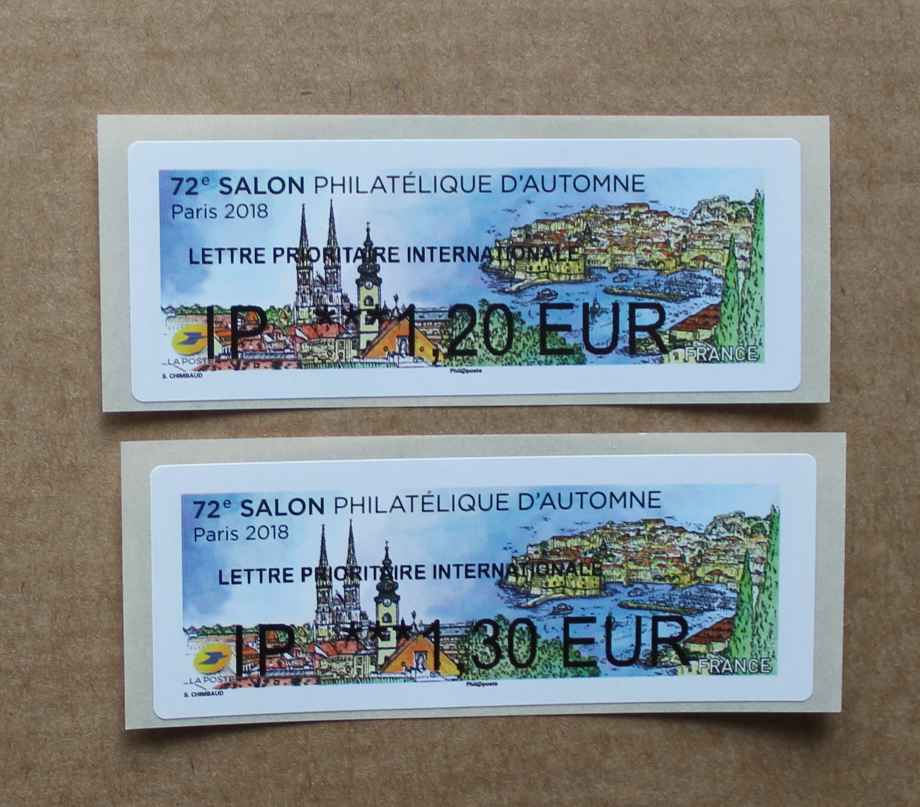 72e SALON PHILATÉLIQUE D'AUTOMNE
Paris 2018
LETTRE PRIORITAIRE INTERNATIONALE
IP ***1,20 EUR
LA POSTE
FRANCE
S. CHIMBAUD
Phil@poste
72e SALON PHILATÉLIQUE D'AUTOMNE
Paris 2018
LETTRE PRIORITAIRE INTERNATIONALE
IP ***1,30 EUR
LA POSTE
FRANCE
S. CHIMBAUD
Phil@poste